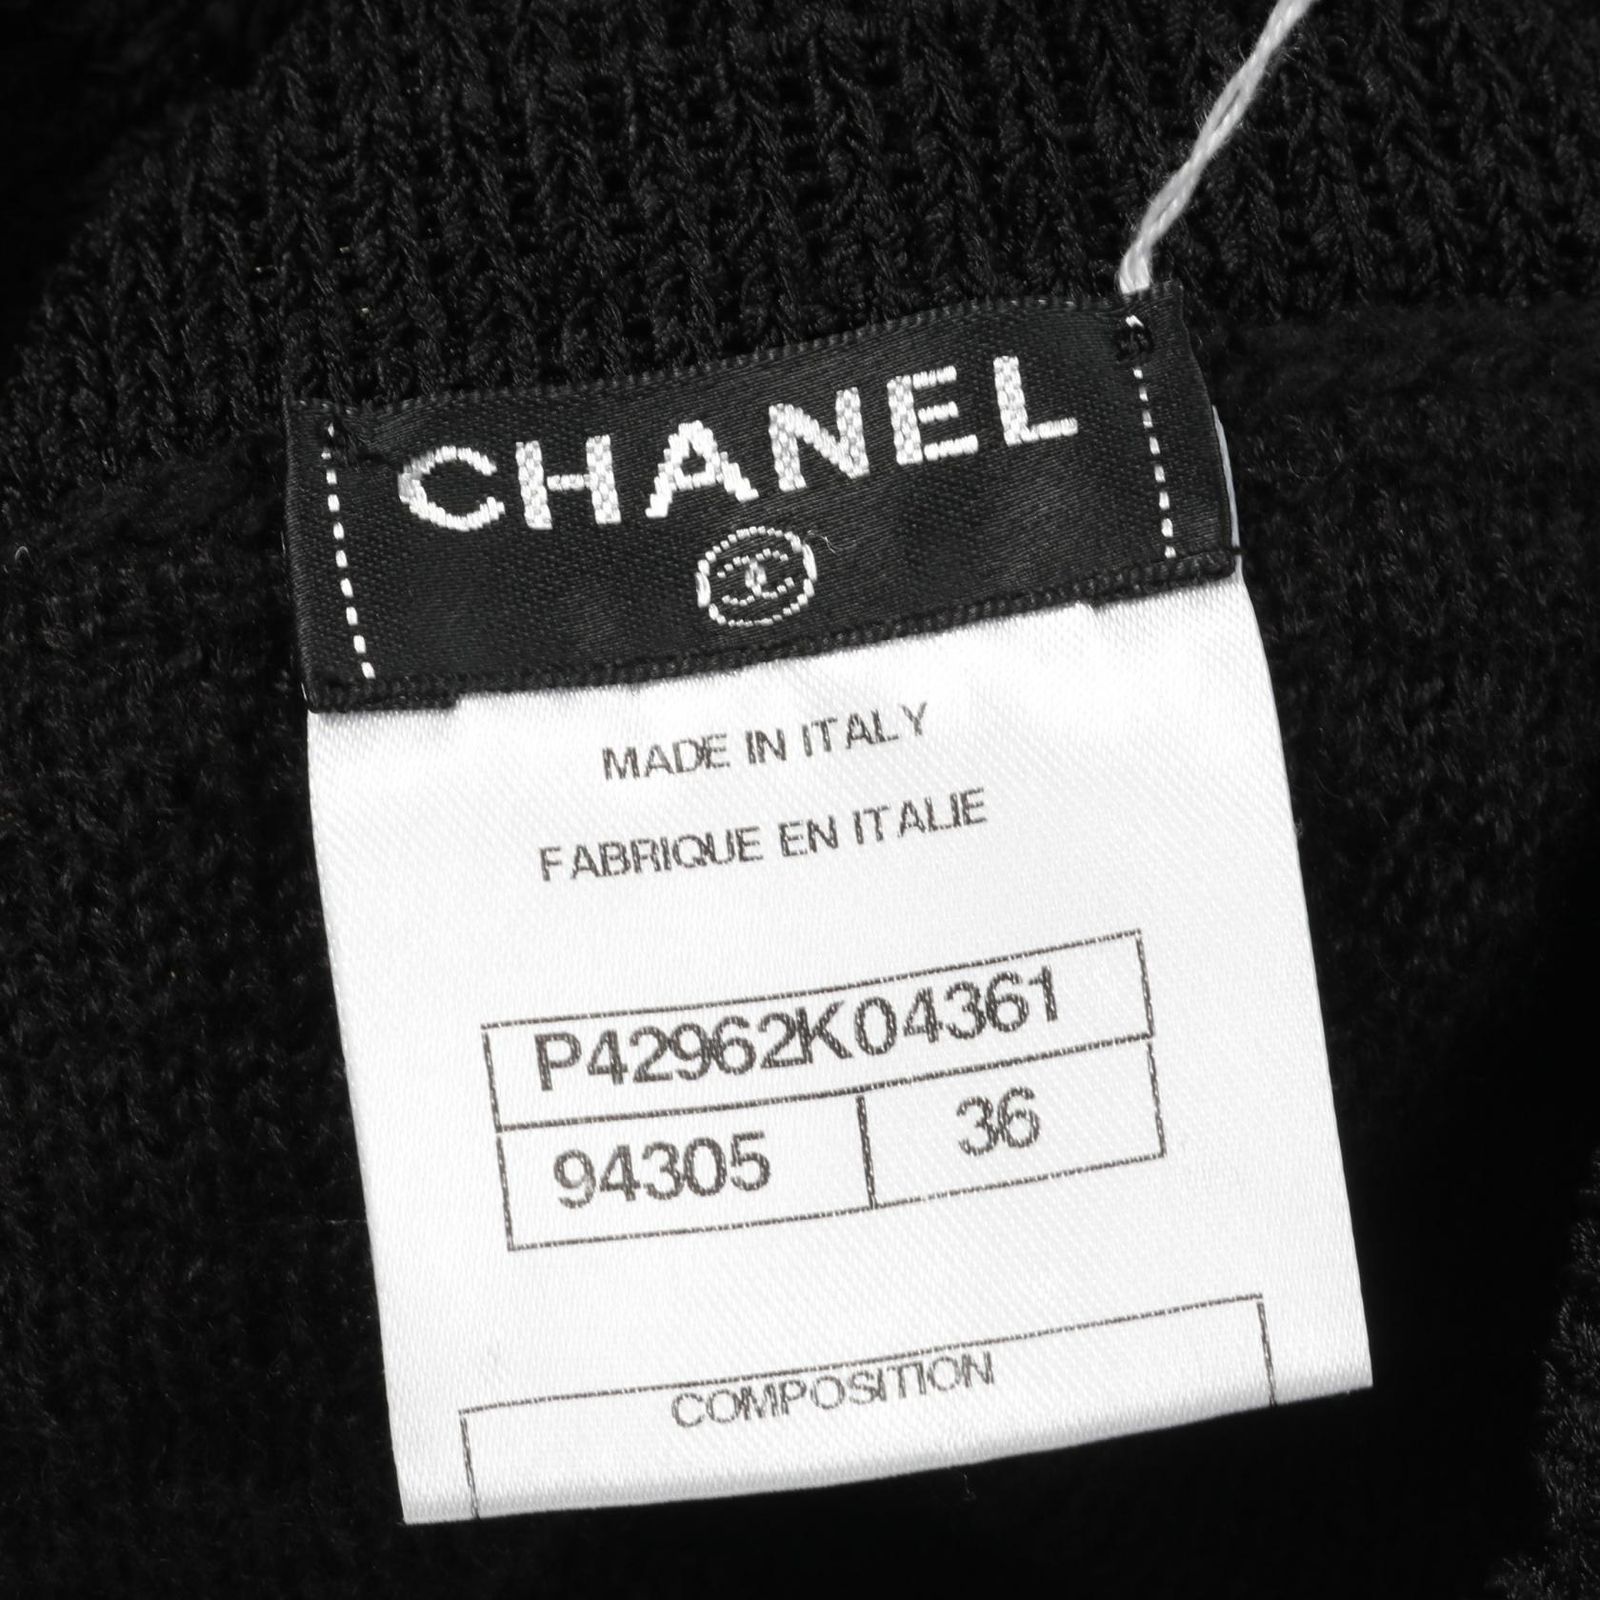 CHANEL
MADE IN ITALY
FABRIQUE EN ITALIE
P42962K04361
94305 36
COMPOSITION